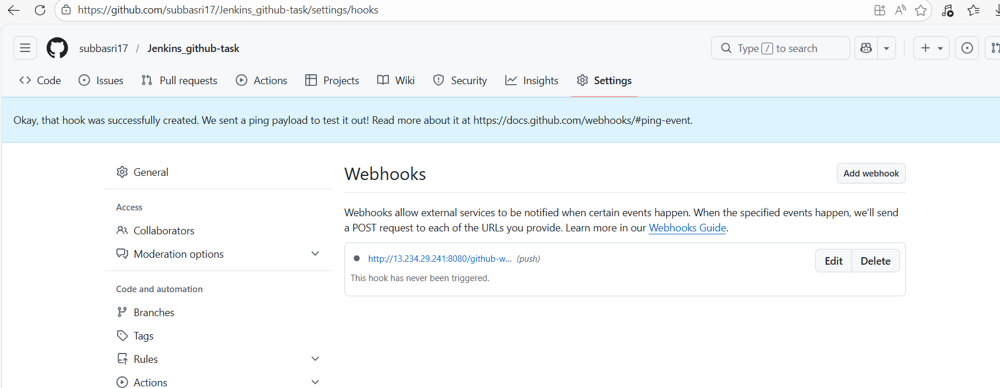 https://github.com/subbasri17/Jenkins_github-task/settings/hooks
subbasri17 / Jenkins_github-task
Type / to search
Code Issues Pull requests Actions Projects Wiki Security Insights Settings
Okay, that hook was successfully created. We sent a ping payload to test it out! Read more about it at https://docs.github.com/webhooks/#ping-event.
General
Access
Collaborators
Moderation options
Code and automation
Branches
Tags
Rules
Actions
Webhooks
Add webhook
Webhooks allow external services to be notified when certain events happen. When the specified events happen, we'll send
a POST request to each of the URLs you provide. Learn more in our Webhooks Guide.
http://13.234.29.241:8080/github-w... (push)
Edit Delete
This hook has never been triggered.